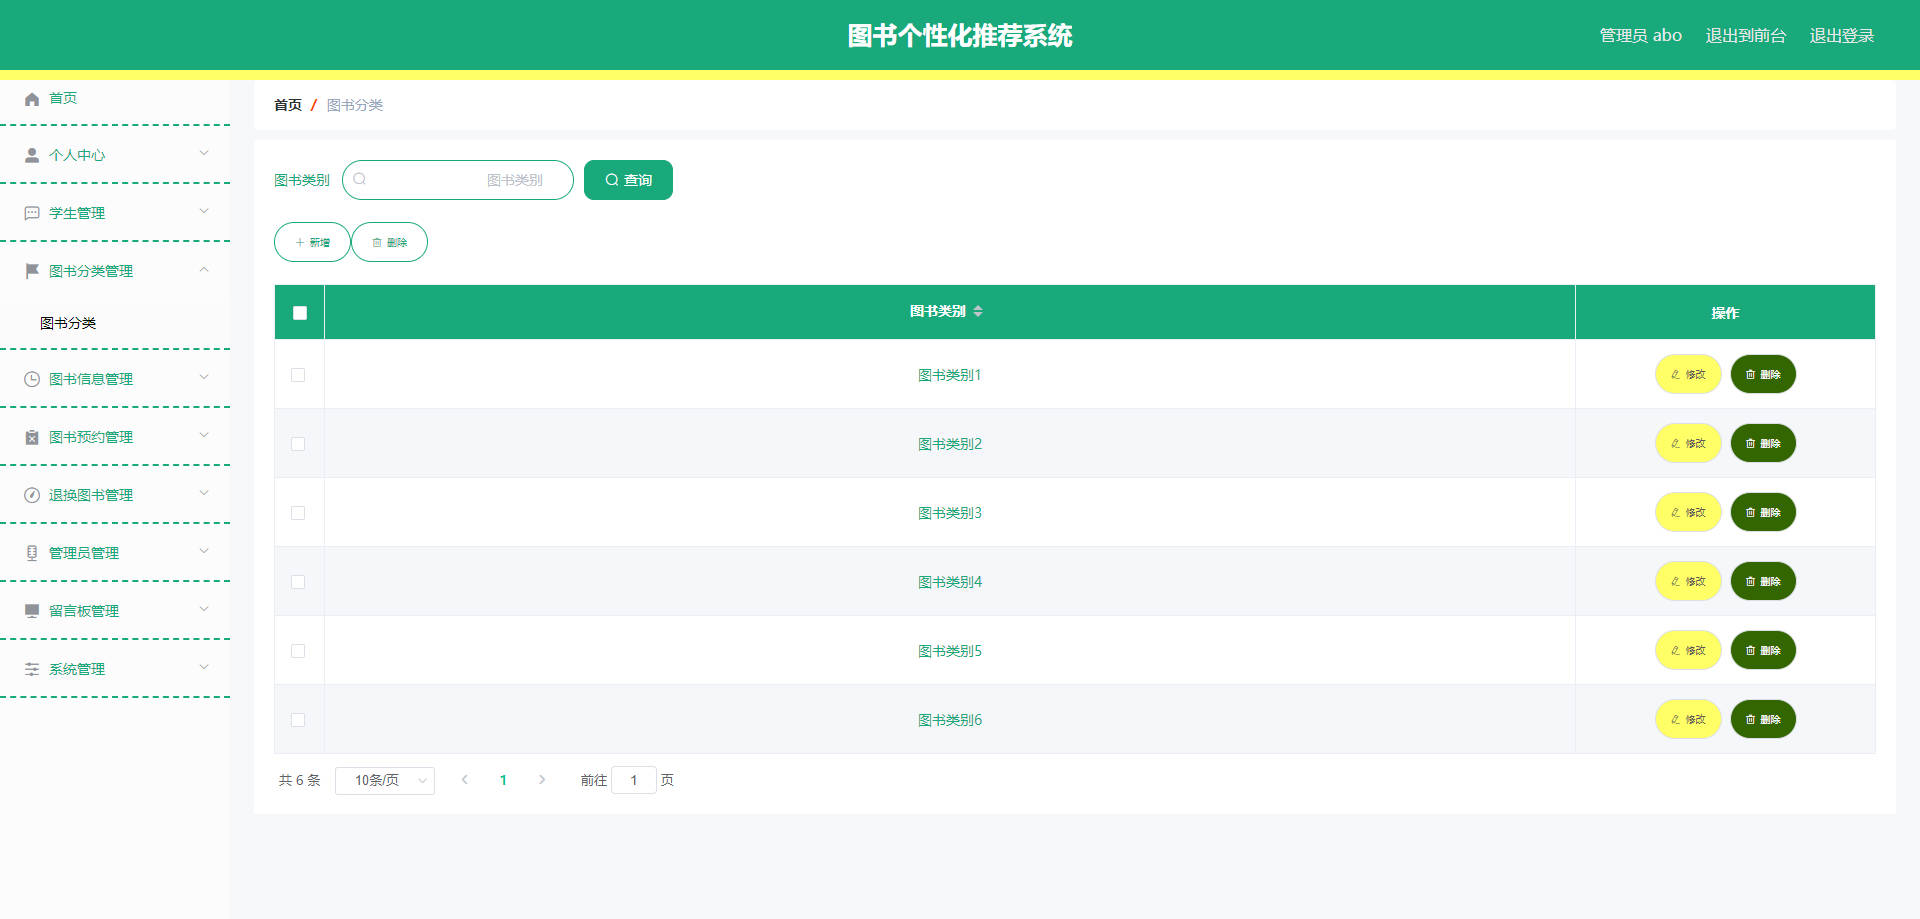 图书个性化推荐系统
管理员 abo 退出到前台 退出登录
首页
个人中心
学生管理
图书分类管理
图书分类
图书信息管理
图书预约管理
退换图书管理
管理员管理
留言板管理
系统管理
首页 / 图书分类
图书类别 图书类别 查询
新增 删除
图书类别 操作
图书类别1 修改 删除
图书类别2 修改 删除
图书类别3 修改 删除
图书类别4 修改 删除
图书类别5 修改 删除
图书类别6 修改 删除
共 6 条 10条/页 1 前往 1 页